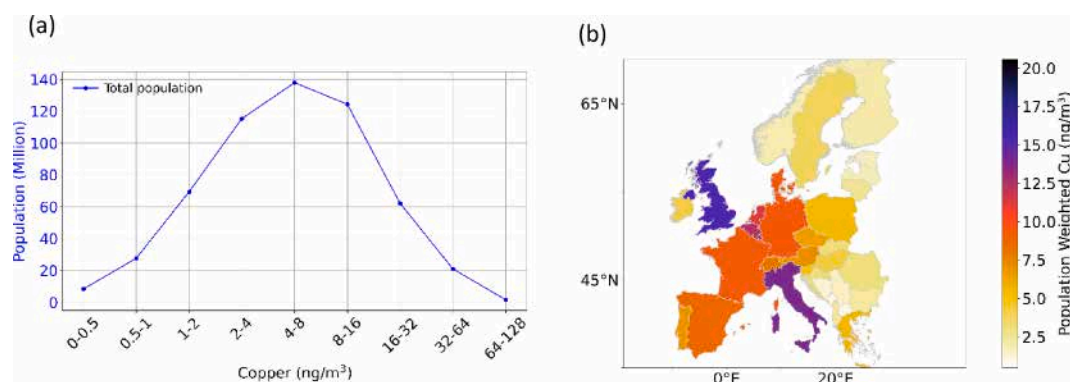 (a)
140
120
100
80
60
40
20
0
Population (Million)
Total population
0-0.5
0.5-1
1-2
2-4
4-8
8-16
16-32
32-64
64-128
Copper (ng/m³)
(b)
65°N
45°N
0°E
20°E
20.0
17.5
15.0
12.5
10.0
7.5
5.0
2.5
Population Weighted Cu (ng/m³)